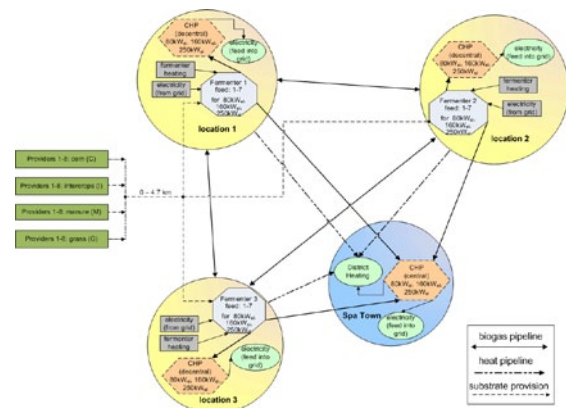 CHP
(decentral)
80kWel, 160kWel
250kWel
electricity
(feed into
grid)
fermenter
heating
electricity
(from grid)
Fermenter 1
feed: 1-7
for 80kWel,
160kWel,
250kWel
location 1
CHP
(decentral)
80kWel, 160kWel
250kWel
electricity
(feed into grid)
fermenter
heating
electricity
(from grid)
Fermenter 2
feed: 1-7
for 80kWel,
160kWel,
250kWel
location 2
Providers 1-8: corn (C)
Providers 1-8: intercrops (I)
Providers 1-8: manure (M)
Providers 1-8: grass (G)
0 – 4.7 km
District
Heating
CHP
(central)
80kWel, 160kWel
250kWel
Spa Town
electricity (feed
into grid)
Fermenter 3
feed: 1-7
for 80kWel
160kWel
250kWel
electricity
(from grid)
fermenter
heating
CHP
(decentral)
80kWel, 160kWel
250kWel
electricity
(feed into
grid)
location 3
biogas pipeline
heat pipeline
substrate provision